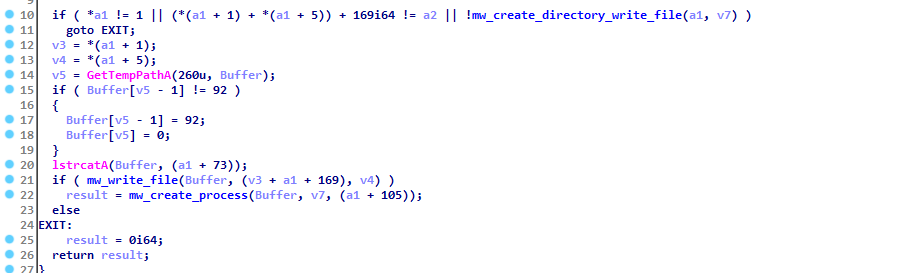 9
10 if ( *a1 != 1 || (*(a1 + 1) + *(a1 + 5)) + 169i64 != a2 || !mw_create_directory_write_file(a1, v7) )
11 goto EXIT;
12 v3 = *(a1 + 1);
13 v4 = *(a1 + 5);
14 v5 = GetTempPathA(260u, Buffer);
15 if ( Buffer[v5 - 1] != 92 )
16 {
17 Buffer[v5 - 1] = 92;
18 Buffer[v5] = 0;
19 }
20 lstrcatA(Buffer, (a1 + 73));
21 if ( mw_write_file(Buffer, (v3 + a1 + 169), v4) )
22 result = mw_create_process(Buffer, v7, (a1 + 105));
23 else
24 EXIT:
25 result = 0i64;
26 return result;
27 }